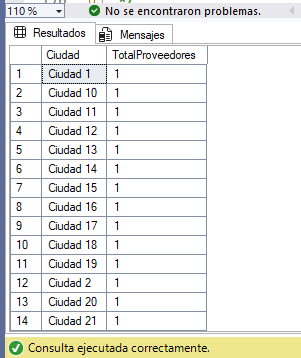 110 % No se encontraron problemas.
Resultados Mensajes
Ciudad TotalProveedores
1 Ciudad 1 1
2 Ciudad 10 1
3 Ciudad 11 1
4 Ciudad 12 1
5 Ciudad 13 1
6 Ciudad 14 1
7 Ciudad 15 1
8 Ciudad 16 1
9 Ciudad 17 1
10 Ciudad 18 1
11 Ciudad 19 1
12 Ciudad 2 1
13 Ciudad 20 1
14 Ciudad 21 1
Consulta ejecutada correctamente.